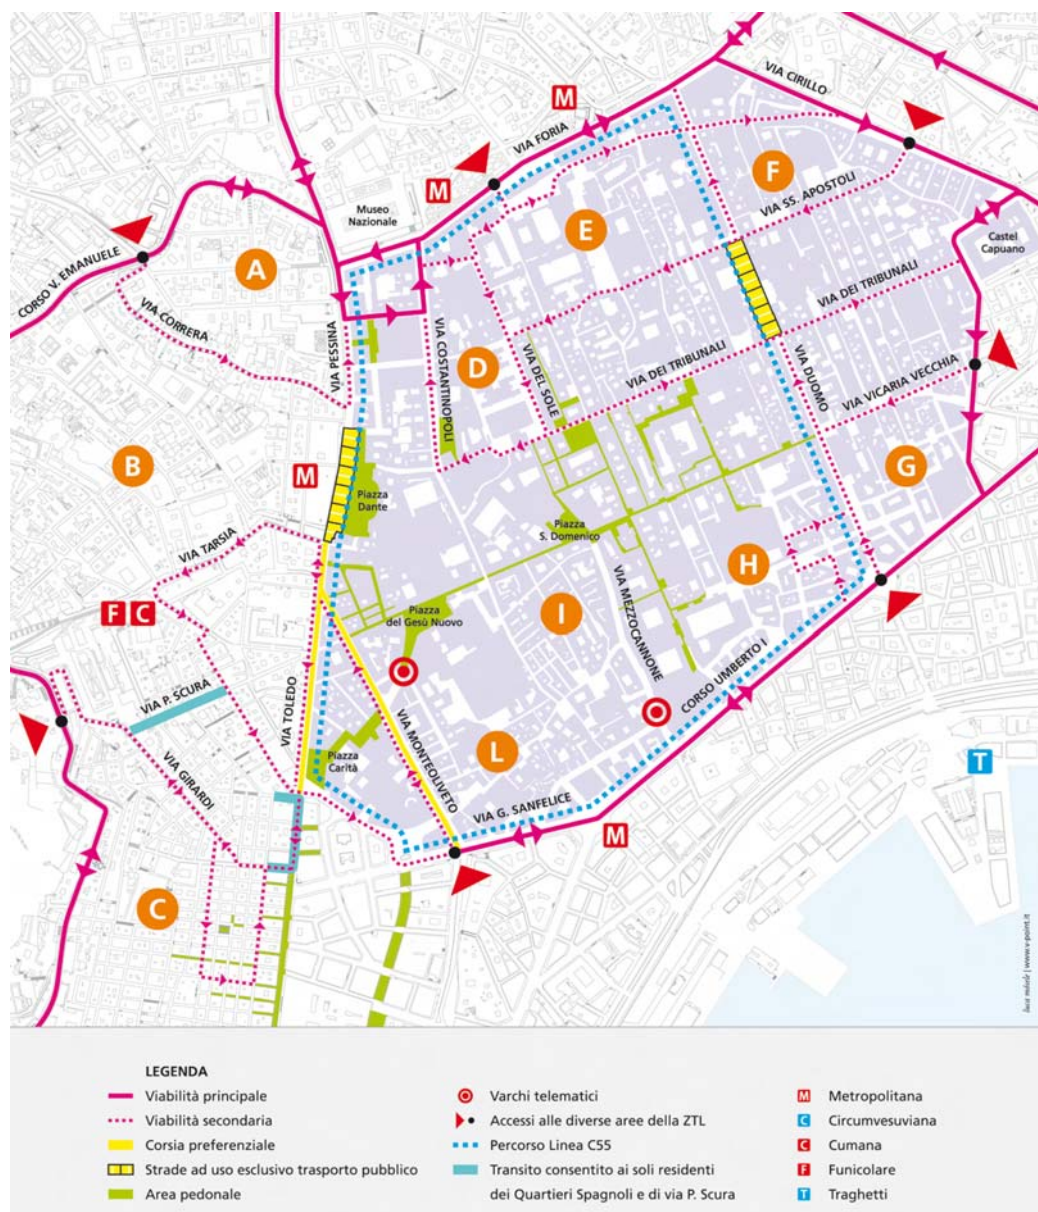 VIA CIRILLO
M
VIA FORIA
M
F
VIA SS. APOSTOLI
Museo
Nazionale
E
Castel
Capuano
CORSO V. EMANUELE
A
VIA DEI TRIBUNALI
VIA CORRERA
VIA PESSINA
VIA COSTANTINOPOLI
D
VIA DEL SOLE
VIA DEI TRIBUNALI
VIA DUOMO
VIA VICARIA VECCHIA
B
M
G
Piazza
Dante
Piazza
S. Domenico
VIA TARSIA
H
VIA MEZZOCANNONE
F C
Piazza
del Gesù Nuovo
I
VIA P. SCURA
VIA TOLEDO
CORSO UMBERTO I
VIA MONTEOLIVETO
L
Piazza
Carità
T
VIA GIRARDI
VIA G. SANFELICE
M
C
www.v-point.it
LEGENDA
Viabilità principale
Viabilità secondaria
Corsia preferenziale
Strade ad uso esclusivo trasporto pubblico
Area pedonale
Varchi telematici
Accessi alle diverse aree della ZTL
Percorso Linea C55
Transito consentito ai soli residenti
dei Quartieri Spagnoli e di via P. Scura
M Metropolitana
C Circumvesuviana
C Cumana
F Funicolare
T Traghetti